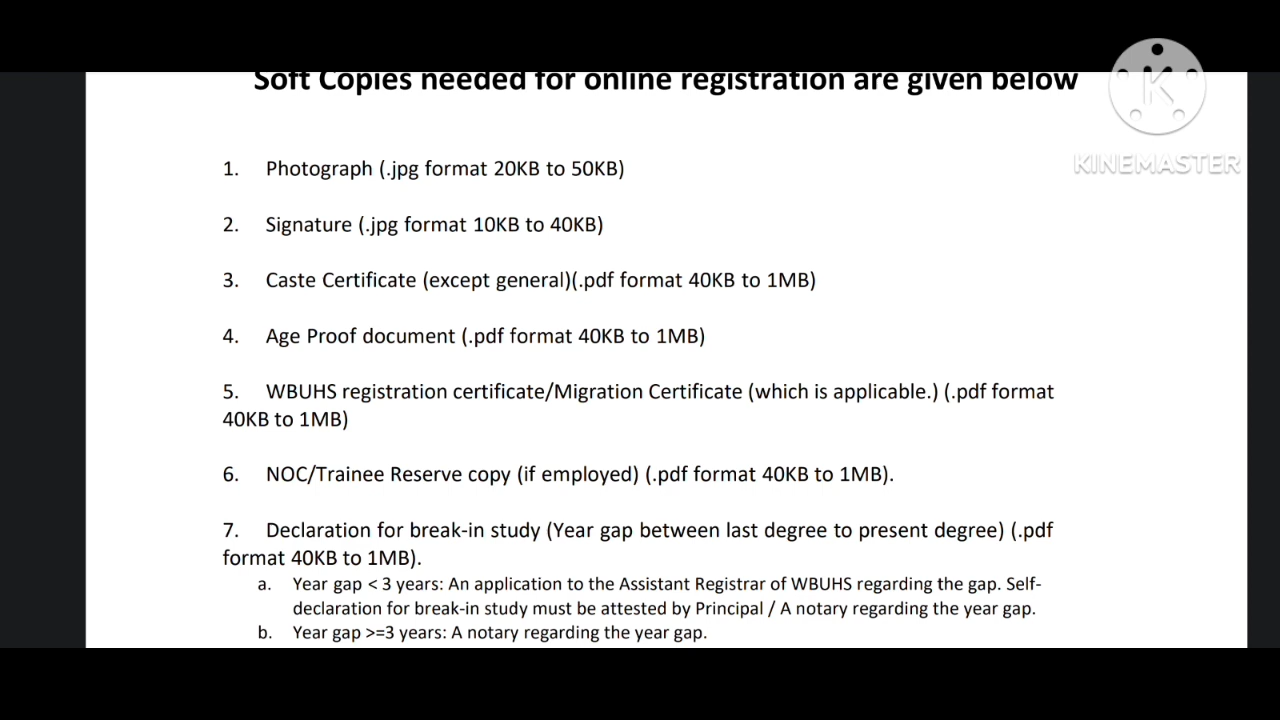 Soft Copies needed for online registration are given below
K
KINEMASTER
1. Photograph (.jpg format 20KB to 50KB)
2. Signature (.jpg format 10KB to 40KB)
3. Caste Certificate (except general)(.pdf format 40KB to 1MB)
4. Age Proof document (.pdf format 40KB to 1MB)
5. WBUHS registration certificate/Migration Certificate (which is applicable.) (.pdf format
40KB to 1MB)
6. NOC/Trainee Reserve copy (if employed) (.pdf format 40KB to 1MB).
7. Declaration for break-in study (Year gap between last degree to present degree) (.pdf
format 40KB to 1MB).
a. Year gap < 3 years: An application to the Assistant Registrar of WBUHS regarding the gap. Self-
declaration for break-in study must be attested by Principal / A notary regarding the year gap.
b. Year gap >=3 years: A notary regarding the year gap.